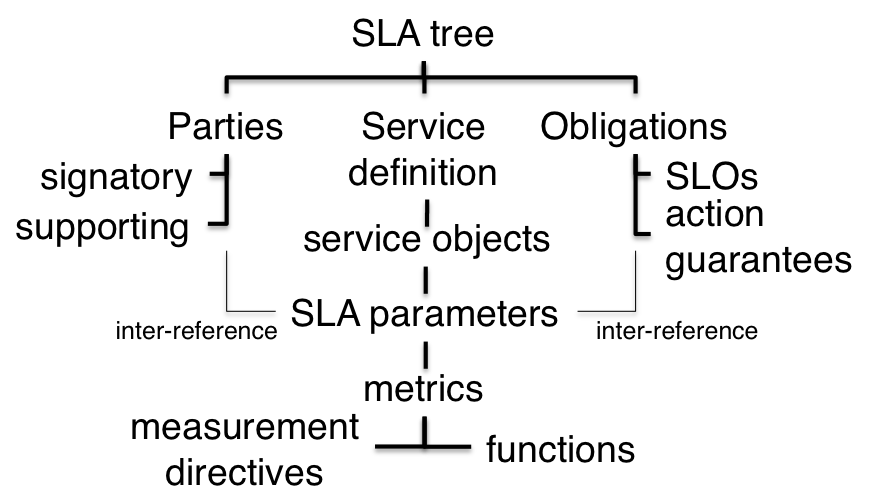 SLA tree
Parties
Service
definition
Obligations
signatory
supporting
SLOs
action
guarantees
service objects
SLA parameters
inter-reference
inter-reference
metrics
measurement
directives
functions